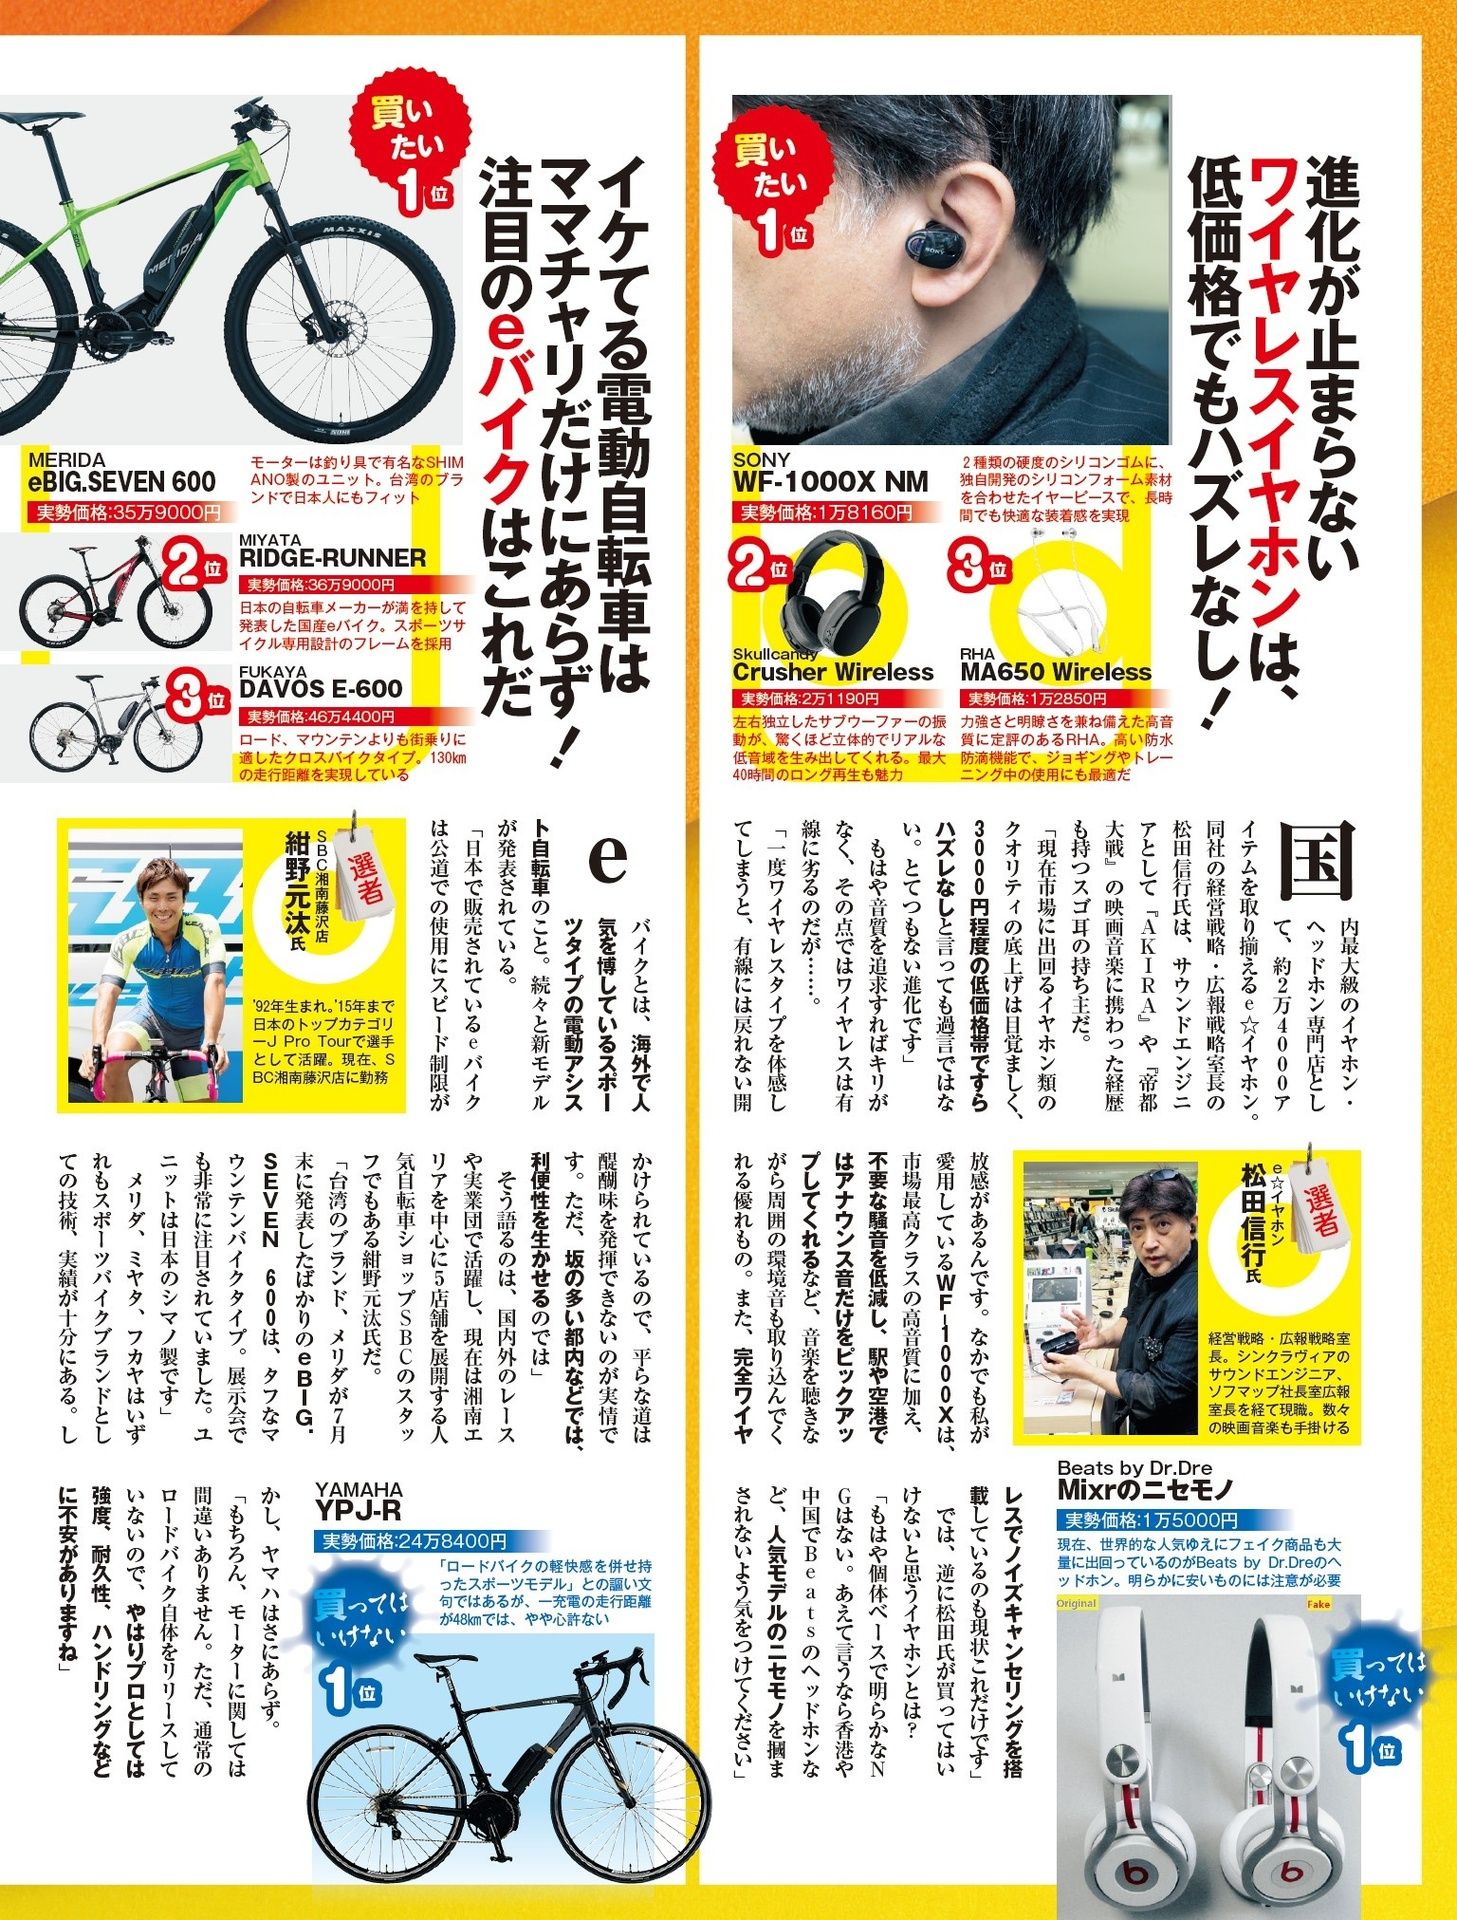 進化が止まらない
ワイヤレスイヤホンは、
低価格でもハズレなし！
買い
たい
1位
SONY
SONY
WF-1000X NM
実勢価格:1万8160円
2種類の硬度のシリコンゴムに、
独自開発のシリコンフォーム素材
を合わせたイヤーピースで、長時
間でも快適な装着感を実現
2位
Skullcandy
Crusher Wireless
実勢価格:2万1190円
左右独立したサブウーファーの振
動が、驚くほど立体的でリアルな
低音域を生み出してくれる。最大
40時間のロング再生も魅力
3位
RHA
MA650 Wireless
実勢価格:1万2850円
力強さと明瞭さを兼ね備えた高音
質に定評のあるRHA。高い防水
防滴機能で、ジョギングやトレー
ニング中の使用にも最適だ
国
内最大級のイヤホン・
ヘッドホン専門店とし
て、約2万4000ア
イテムを取り揃えるe☆イヤホン。
同社の経営戦略・広報戦略室長の
松田信行氏は、サウンドエンジニ
アとして『AKIRA』や『帝都
大戦』の映画音楽に携わった経歴
も持つスゴ耳の持ち主だ。
「現在市場に出回るイヤホン類の
クオリティの底上げは目覚ましく、
3000円程度の低価格帯ですら
ハズレなしと言っても過言ではな
い。とてつもない進化です」
もはや音質を追求すればキリが
なく、その点ではワイヤレスは有
線に劣るのだが……。
「一度ワイヤレスタイプを体感し
てしまうと、有線には戻れない開
選者
e☆イヤホン
松田信行氏
経営戦略・広報戦略室
長。シンクラヴィアの
サウンドエンジニア、
ソフマップ社長室広報
室長を経て現職。数々
の映画音楽も手掛ける
放感があるんです。なかでも私が
愛用しているWF-1000Xは、
市場最高クラスの高音質に加え、
不要な騒音を低減し、駅や空港で
はアナウンス音だけをピックアッ
プしてくれるなど、音楽を聴きな
がら周囲の環境音も取り込んでく
れる優れもの。また、完全ワイヤ
レスでノイズキャンセリングを搭
載しているのも現状これだけです」
では、逆に松田氏が買ってはい
けないと思うイヤホンとは？
「もはや個体ベースで明らかなN
Gはない。あえて言うなら香港や
中国でBeatsのヘッドホンな
ど、人気モデルのニセモノを摑ま
されないよう気をつけてください」
Beats by Dr.Dre
Mixrのニセモノ
実勢価格:1万5000円
現在、世界的な人気ゆえにフェイク商品も大
量に出回っているのがBeats by Dr.Dreのヘ
ッドホン。明らかに安いものには注意が必要
Original
Fake
買っては
いけない
1位
b
b
イケてる電動自転車は
ママチャリだけにあらず！
注目のeバイクはこれだ
買い
たい
1位
MAXXIS
MERIDA
MERIDA
eBIG.SEVEN 600
実勢価格:35万9000円
モーターは釣り具で有名なSHIM
ANO製のユニット。台湾のブラ
ンドで日本人にもフィット
2位
MIYATA
RIDGE-RUNNER
実勢価格:36万9000円
日本の自転車メーカーが満を持して
発表した国産eバイク。スポーツサ
イクル専用設計のフレームを採用
3位
FUKAYA
DAVOS E-600
実勢価格:46万4400円
ロード、マウンテンよりも街乗りに
適したクロスバイクタイプ。130km
の走行距離を実現している
e
バイクとは、海外で人
気を博しているスポー
ツタイプの電動アシス
ト自転車のこと。続々と新モデル
が発表されている。
「日本で販売されているeバイク
は公道での使用にスピード制限が
選者
SBC湘南藤沢店
紺野元汰氏
'92年生まれ。'15年まで
日本のトップカテゴリ
ーJ Pro Tourで選手
として活躍。現在、S
BC湘南藤沢店に勤務
かけられているので、平らな道は
醍醐味を発揮できないのが実情で
す。ただ、坂の多い都内などでは、
利便性を生かせるのでは」
そう語るのは、国内外のレース
や実業団で活躍し、現在は湘南エ
リアを中心に5店舗を展開する人
気自転車ショップSBCのスタッ
フでもある紺野元汰氏だ。
「台湾のブランド、メリダが7月
末に発表したばかりのeBIG.
SEVEN 600は、タフなマ
ウンテンバイクタイプ。展示会で
も非常に注目されていました。ユ
ニットは日本のシマノ製です」
メリダ、ミヤタ、フカヤはいず
れもスポーツバイクブランドとし
ての技術、実績が十分にある。し
かし、ヤマハはさにあらず。
「もちろん、モーターに関しては
間違いありません。ただ、通常の
ロードバイク自体をリリースして
いないので、やはりプロとしては
強度、耐久性、ハンドリングなど
に不安がありますね」
YAMAHA
YPJ-R
実勢価格:24万8400円
「ロードバイクの軽快感を併せ持
ったスポーツモデル」との謳い文
句ではあるが、一充電の走行距離
が48kmでは、やや心許ない
買っては
いけない
1位